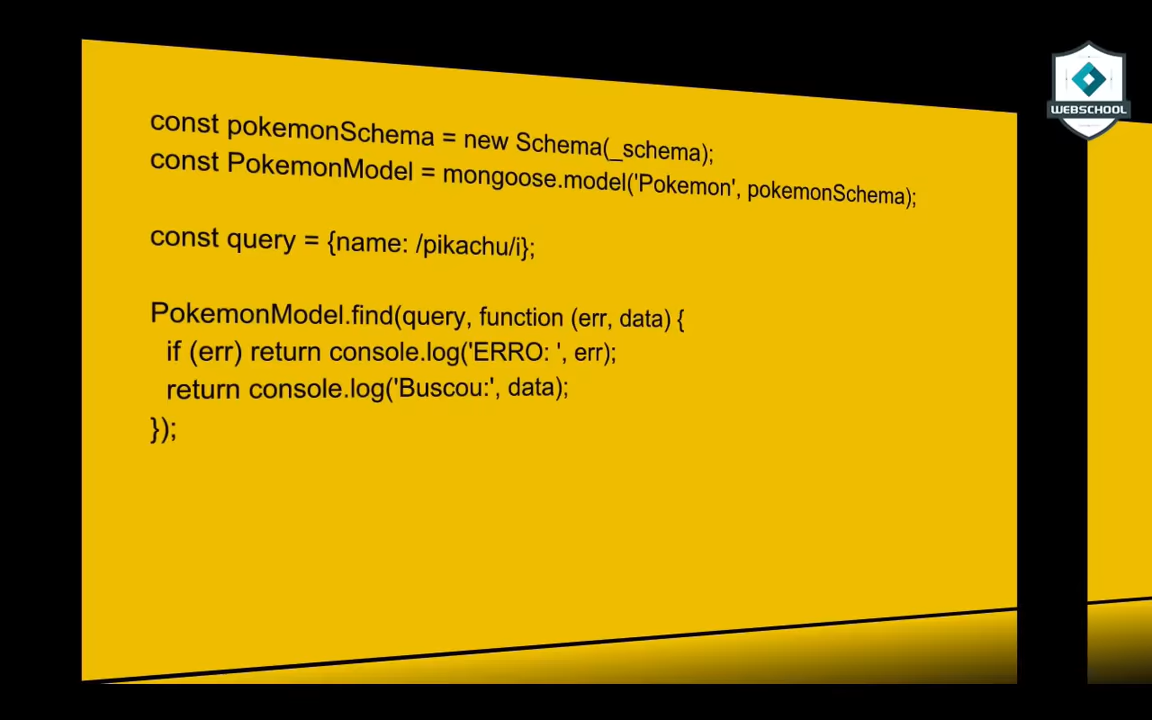 const pokemonSchema = new Schema(_schema);
const PokemonModel = mongoose.model('Pokemon', pokemonSchema);
const query = {name: /pikachu/i};
PokemonModel.find(query, function (err, data) {
if (err) return console.log('ERRO: ', err);
return console.log('Buscou:', data);
});
WEBSCHOOL